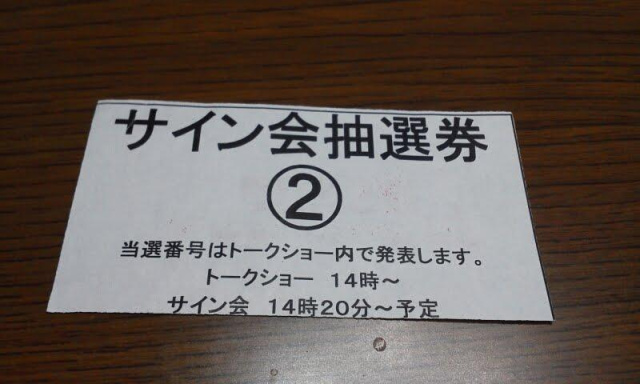 サイン会抽選券
②
当選番号はトークショー内で発表します。
トークショー　14時～
サイン会　14時20分～予定